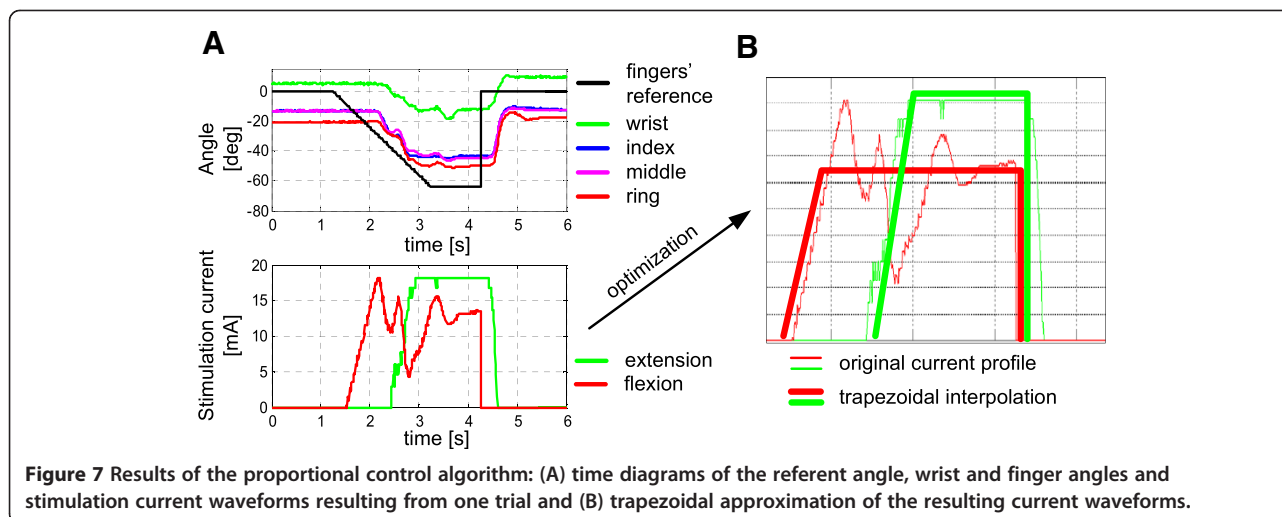 A
B
0
-20
-40
-60
-80
Angle
[deg]
0 1 2 3 4 5 6
time [s]
fingers'
reference
wrist
index
middle
ring
20
15
10
5
0
Stimulation current
[mA]
0 1 2 3 4 5 6
time [s]
extension
flexion
optimization
original current profile
trapezoidal interpolation
Figure 7 Results of the proportional control algorithm: (A) time diagrams of the referent angle, wrist and finger angles and
stimulation current waveforms resulting from one trial and (B) trapezoidal approximation of the resulting current waveforms.